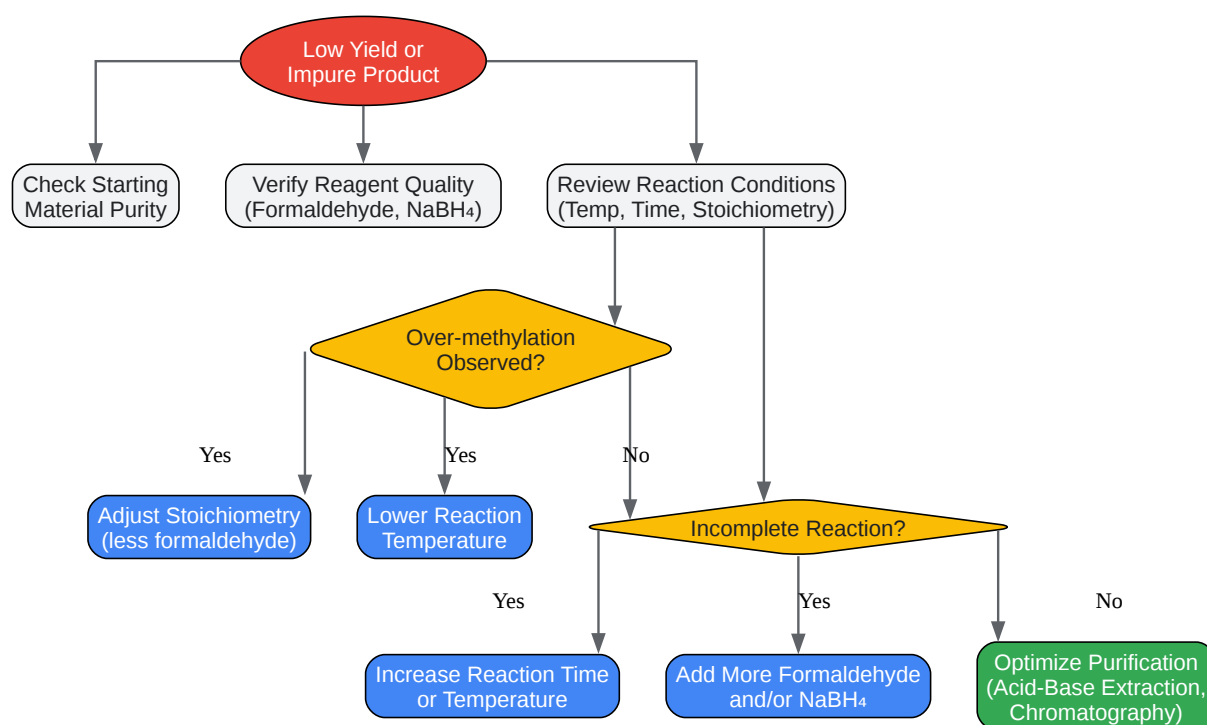 Low Yield or
Impure Product
Check Starting
Material Purity
Verify Reagent Quality
(Formaldehyde, NaBH₄)
Review Reaction Conditions
(Temp, Time, Stoichiometry)
Over-methylation
Observed?
Yes
Yes
No
Adjust Stoichiometry
(less formaldehyde)
Lower Reaction
Temperature
Incomplete Reaction?
Yes
Yes
No
Increase Reaction Time
or Temperature
Add More Formaldehyde
and/or NaBH₄
Optimize Purification
(Acid-Base Extraction,
Chromatography)